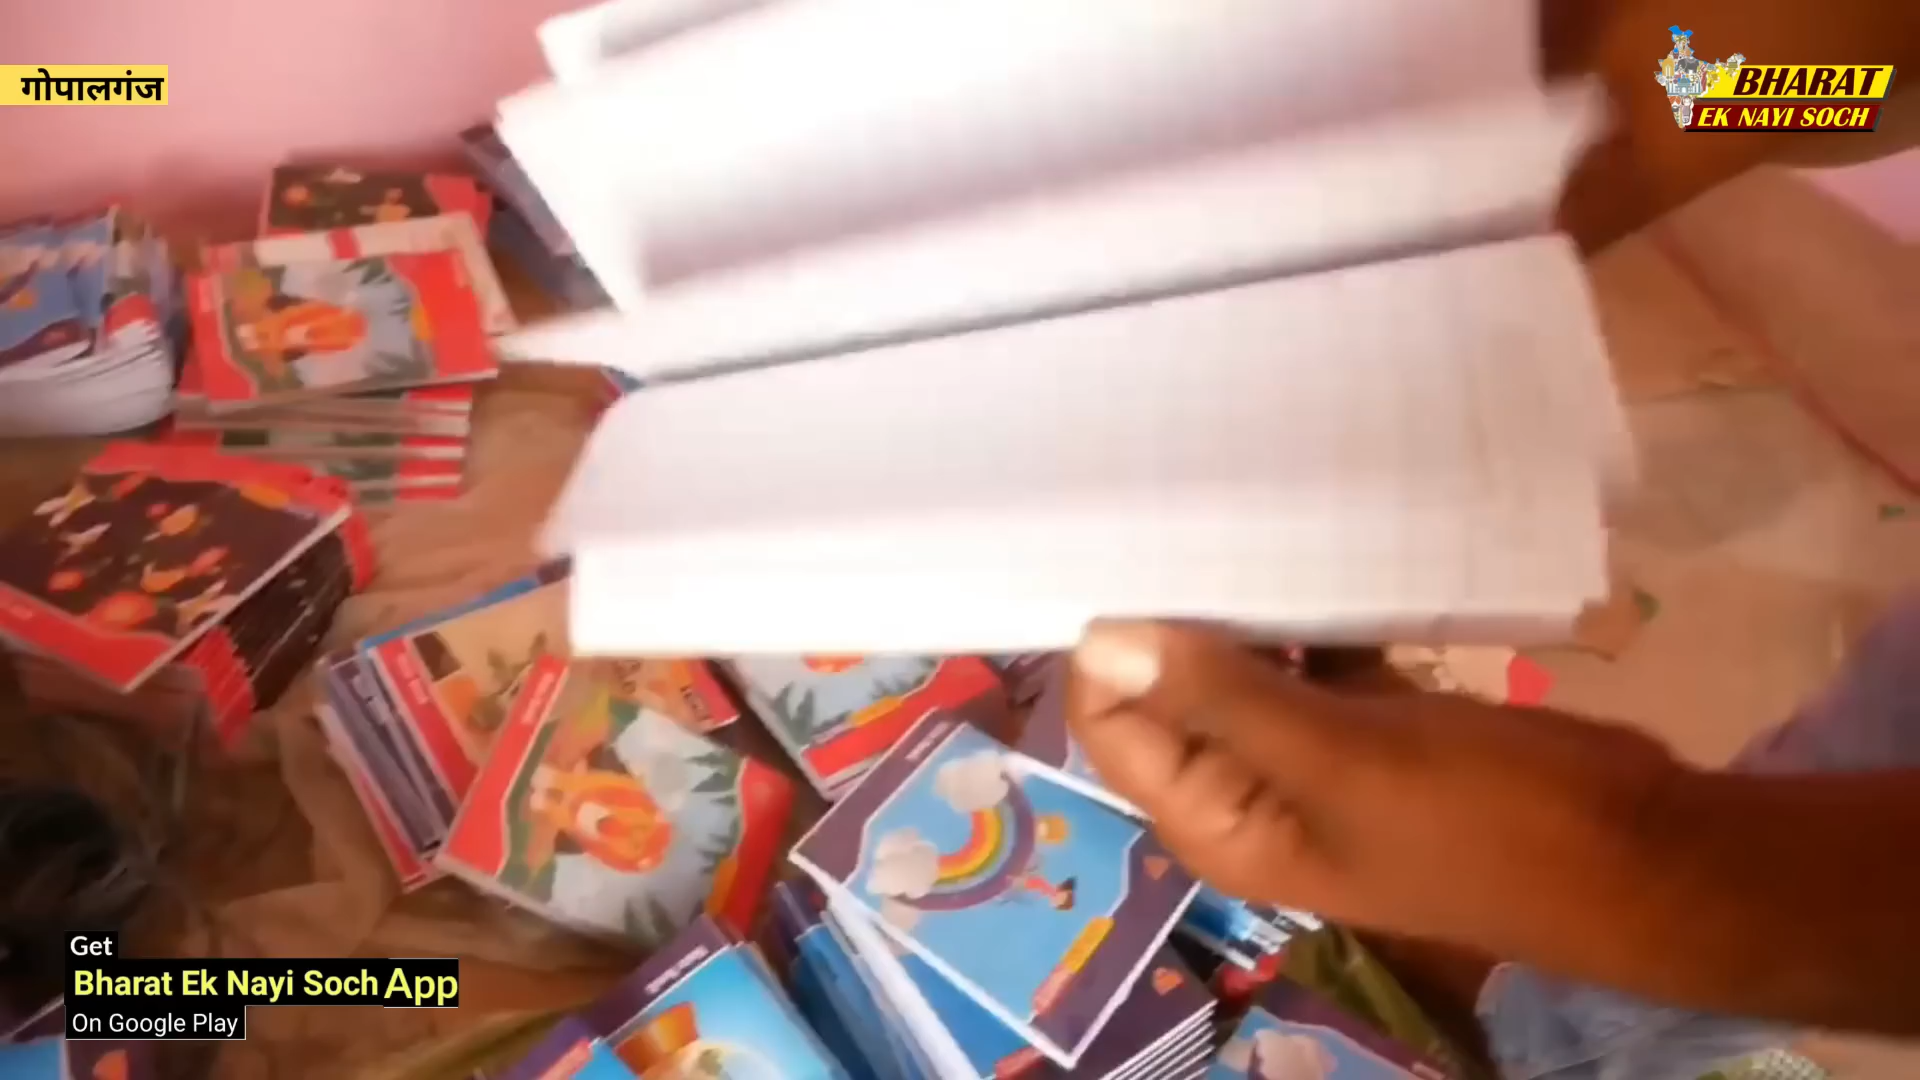 गोपालगंज
BHARAT
EK NAYI SOCH
Get
Bharat Ek Nayi Soch App
On Google Play